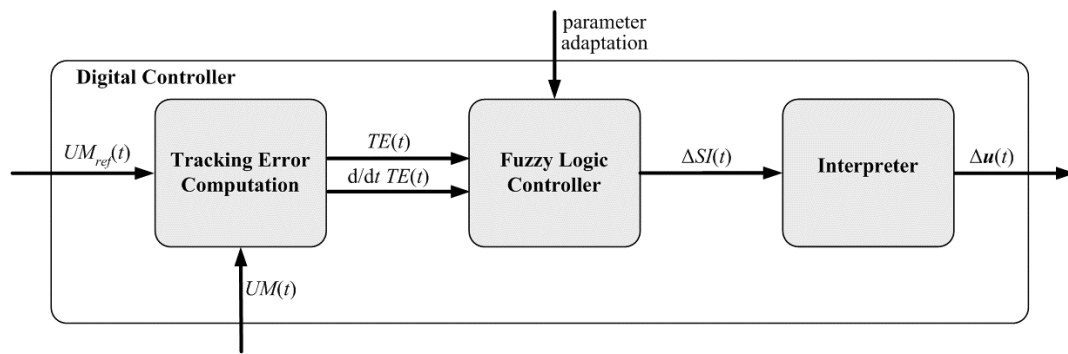 parameter
adaptation
Digital Controller
UM_ref(t)
Tracking Error
Computation
TE(t)
d/dt TE(t)
Fuzzy Logic
Controller
ΔSI(t)
Interpreter
Δu(t)
UM(t)